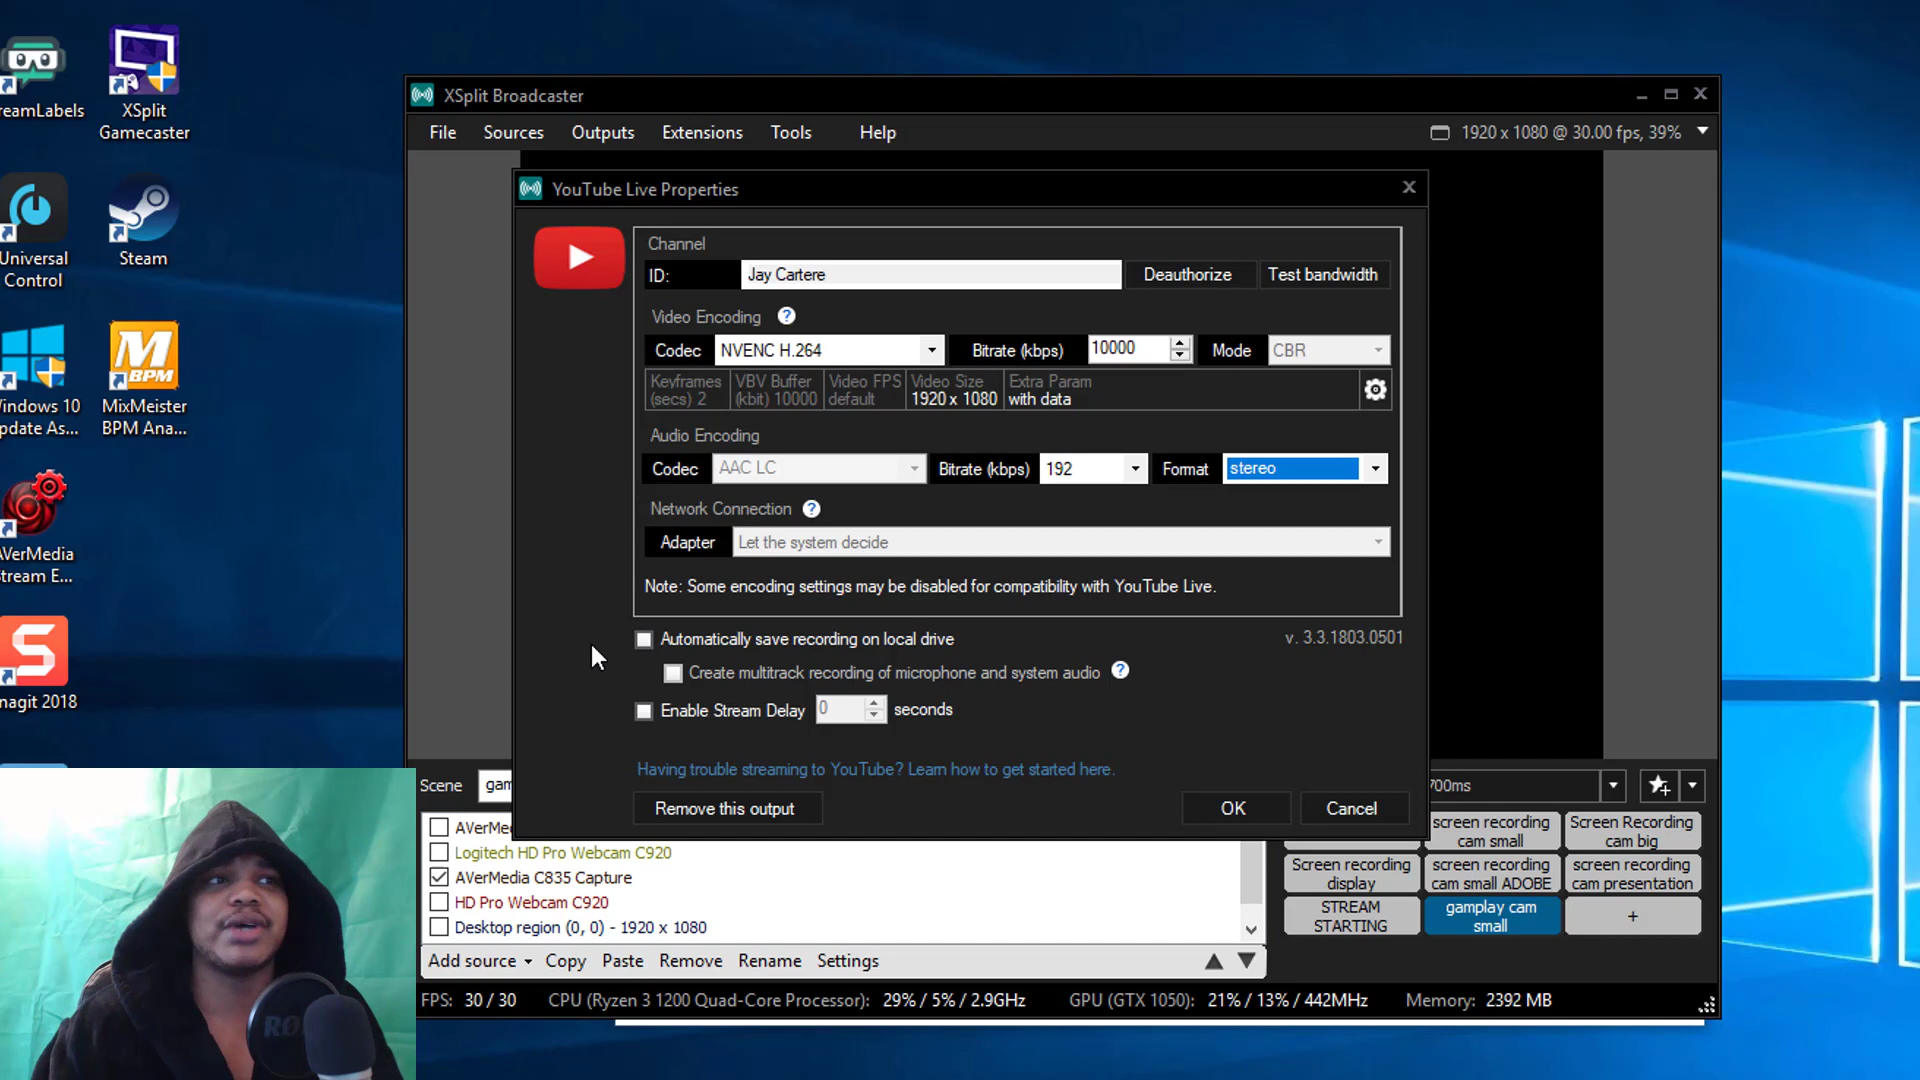 reamLabels
XSplit
Gamecaster
Universal
Control
Steam
Windows 10
pdate As...
MixMeister
BPM Ana...
M
BPM
AVerMedia
Stream E...
nagit 2018
XSplit Broadcaster
File Sources Outputs Extensions Tools Help
1920 x 1080 @ 30.00 fps, 39%
YouTube Live Properties
Channel
ID: Jay Cartere Deauthorize Test bandwidth
Video Encoding ?
Codec NVENC H.264 Bitrate (kbps) 10000 Mode CBR
Keyframes VBV Buffer Video FPS Video Size Extra Param
(secs) 2 (kbit) 10000 default 1920 x 1080 with data
Audio Encoding
Codec AAC LC Bitrate (kbps) 192 Format stereo
Network Connection ?
Adapter Let the system decide
Note: Some encoding settings may be disabled for compatibility with YouTube Live.
Automatically save recording on local drive v. 3.3.1803.0501
Create multitrack recording of microphone and system audio ?
Enable Stream Delay 0 seconds
Having trouble streaming to YouTube? Learn how to get started here.
Remove this output OK Cancel
Scene gam 700ms
AVerMe
Logitech HD Pro Webcam C920
AVerMedia C835 Capture
HD Pro Webcam C920
Desktop region (0, 0) - 1920 x 1080
Add source Copy Paste Remove Rename Settings
screen recording
cam small
Screen Recording
cam big
Screen recording
display
screen recording
cam small ADOBE
screen recording
cam presentation
STREAM
STARTING
gamplay cam
small
+
FPS: 30 / 30 CPU (Ryzen 3 1200 Quad-Core Processor): 29% / 5% / 2.9GHz GPU (GTX 1050): 21% / 13% / 442MHz Memory: 2392 MB